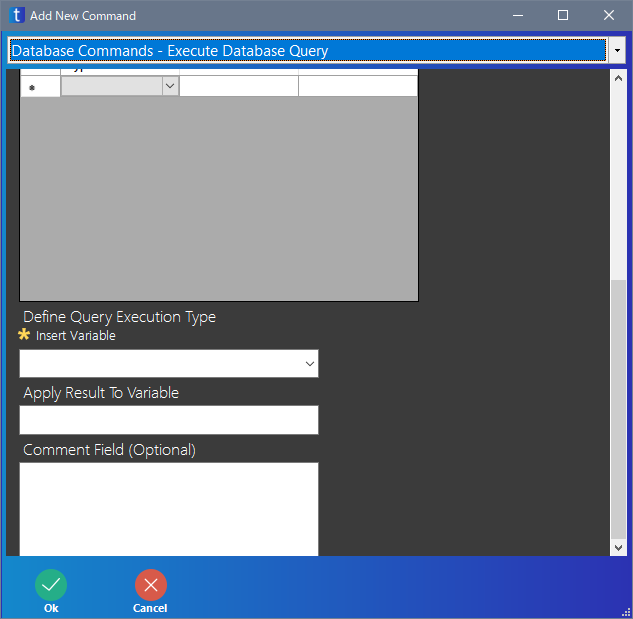 Add New Command
Database Commands - Execute Database Query
Define Query Execution Type
Insert Variable
Apply Result To Variable
Comment Field (Optional)
Ok
Cancel